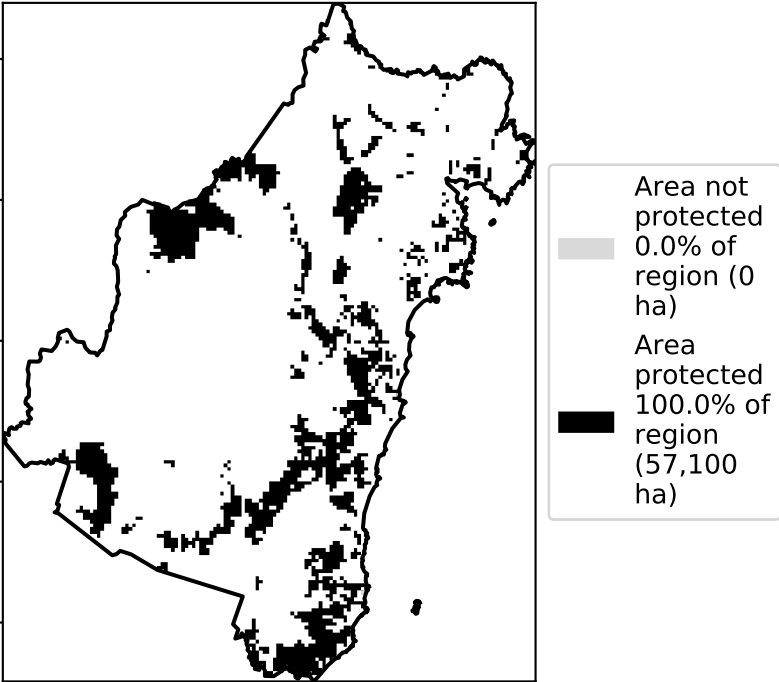 Area not
protected
0.0% of
region (0
ha)
Area
protected
100.0% of
region
(57,100
ha)